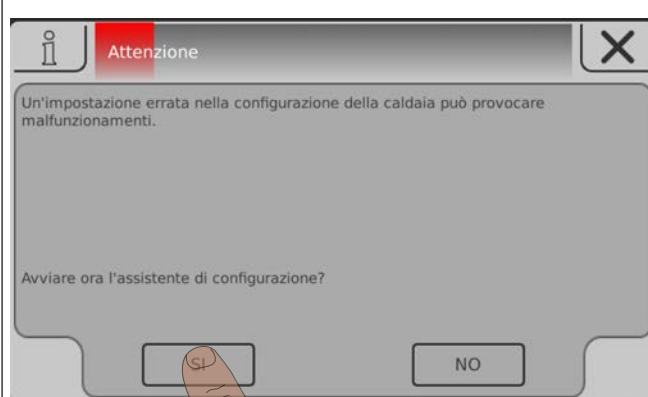 Attenzione
Un'impostazione errata nella configurazione della caldaia può provocare
malfunzionamenti.
Avviare ora l'assistente di configurazione?
SI
NO